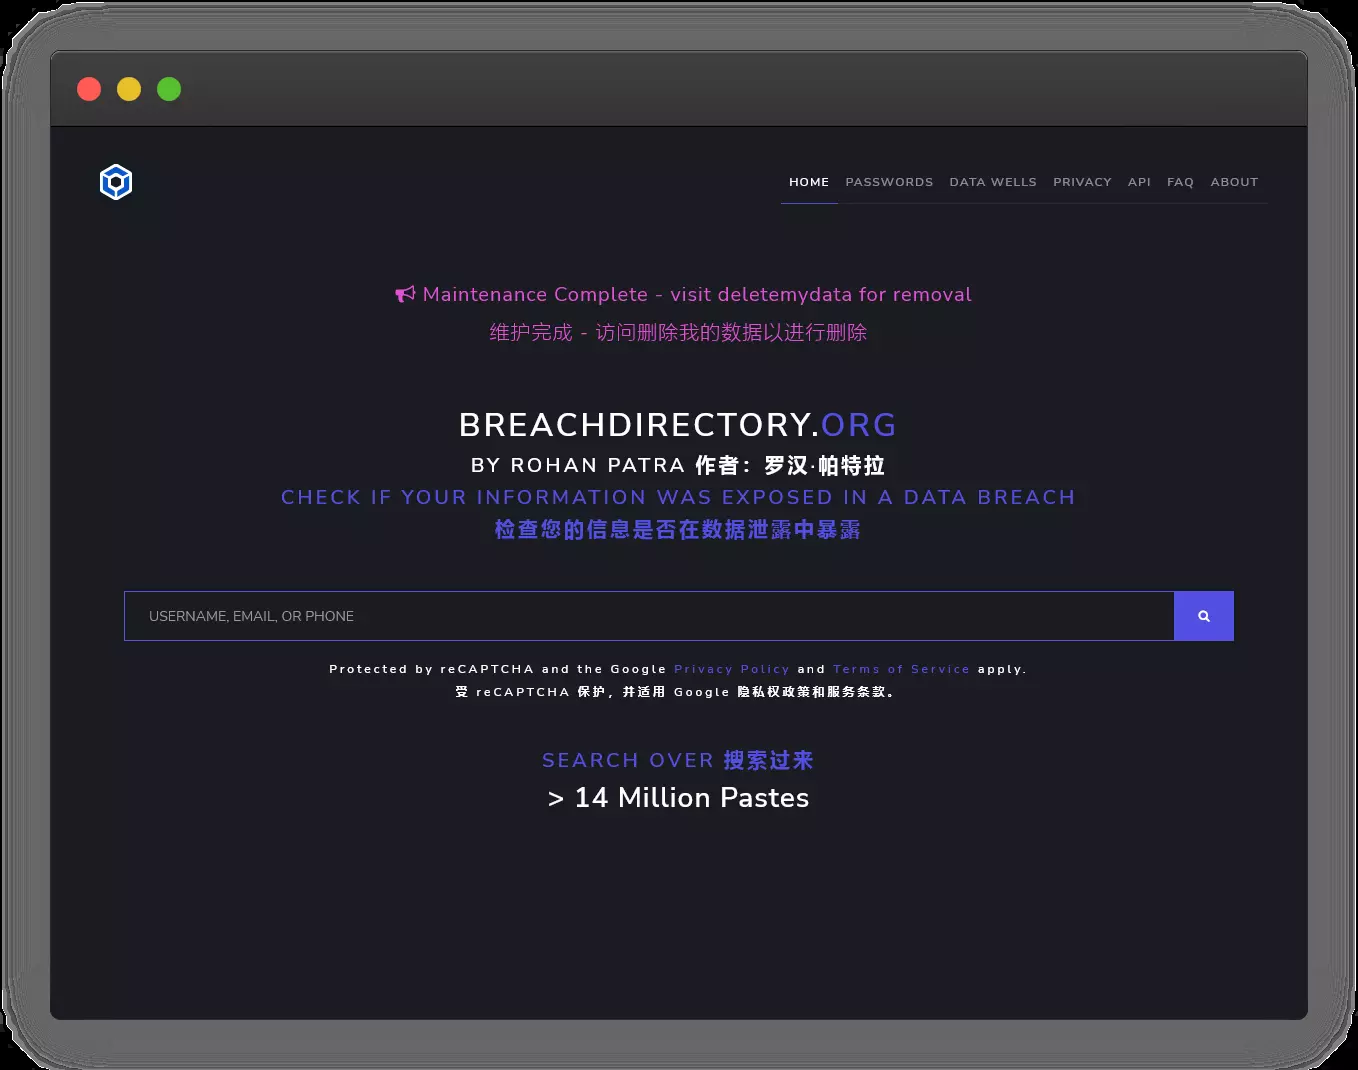 HOME PASSWORDS DATA WELLS PRIVACY API FAQ ABOUT
Maintenance Complete - visit deletemydata for removal
维护完成 - 访问删除我的数据以进行删除
BREACHDIRECTORY.ORG
BY ROHAN PATRA 作者：罗汉·帕特拉
CHECK IF YOUR INFORMATION WAS EXPOSED IN A DATA BREACH
检查您的信息是否在数据泄露中暴露
USERNAME, EMAIL, OR PHONE
Protected by reCAPTCHA and the Google Privacy Policy and Terms of Service apply.
受 reCAPTCHA 保护，并适用 Google 隐私权政策和服务条款。
SEARCH OVER 搜索过来
> 14 Million Pastes